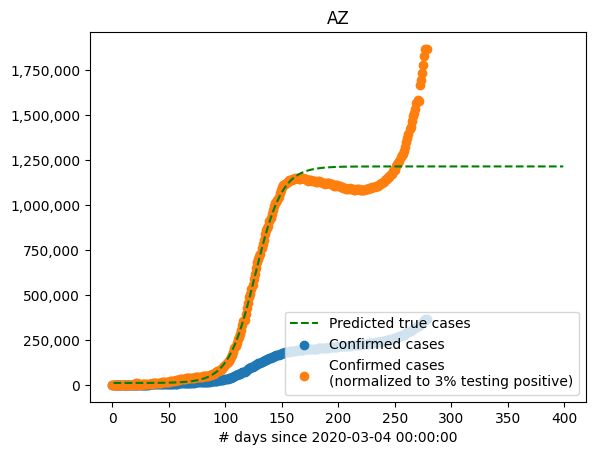 AZ
1,750,000
1,500,000
1,250,000
1,000,000
750,000
500,000
250,000
0
Predicted true cases
Confirmed cases
Confirmed cases
(normalized to 3% testing positive)
0 50 100 150 200 250 300 350 400
# days since 2020-03-04 00:00:00